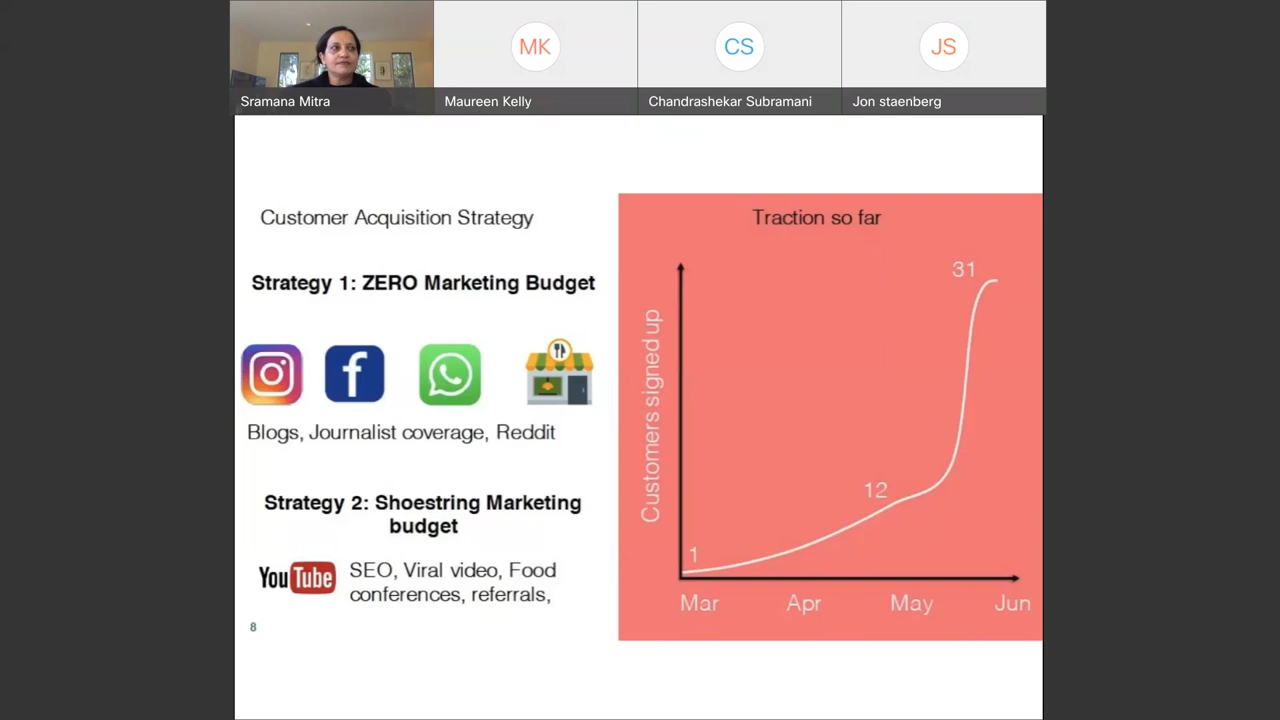 MK
CS
JS
Sramana Mitra
Maureen Kelly
Chandrashekar Subramani
Jon staenberg
Customer Acquisition Strategy
Strategy 1: ZERO Marketing Budget
f
Blogs, Journalist coverage, Reddit
Strategy 2: Shoestring Marketing
budget
YouTube
SEO, Viral video, Food
conferences, referrals,
8
Traction so far
Customers signed up
31
12
1
Mar
Apr
May
Jun